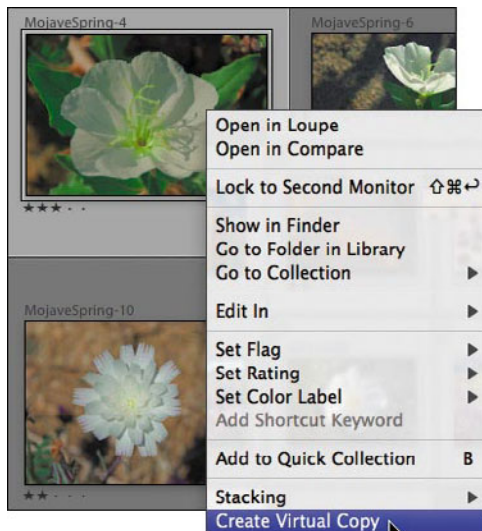 MojaveSpring-4
MojaveSpring-6
Open in Loupe
Open in Compare
Lock to Second Monitor ⇧⌘↩
Show in Finder
Go to Folder in Library
Go to Collection ▶
Edit In ▶
MojaveSpring-10
Set Flag ▶
Set Rating ▶
Set Color Label ▶
Add Shortcut Keyword
Add to Quick Collection B
Stacking ▶
Create Virtual Copy